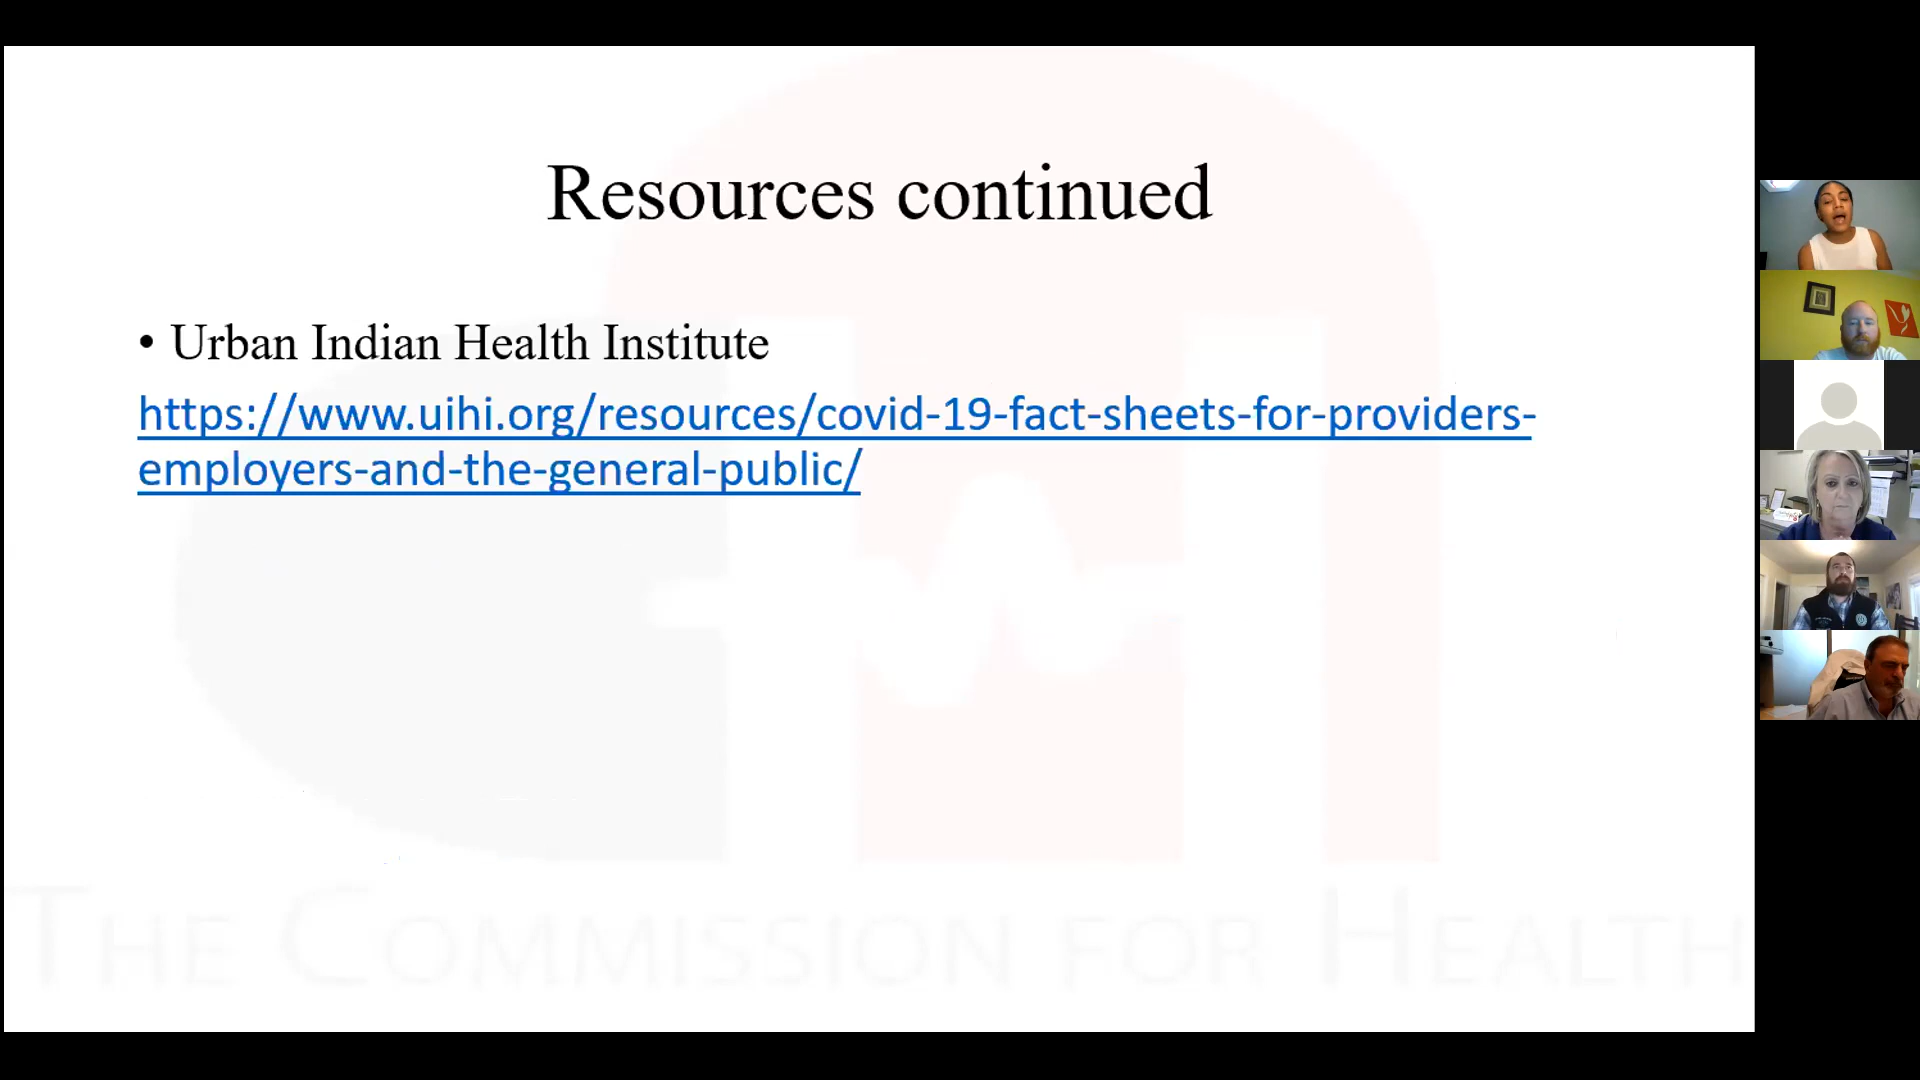 Resources continued
• Urban Indian Health Institute
https://www.uihi.org/resources/covid-19-fact-sheets-for-providers-
employers-and-the-general-public/
THE COMMISSION FOR HEALTH